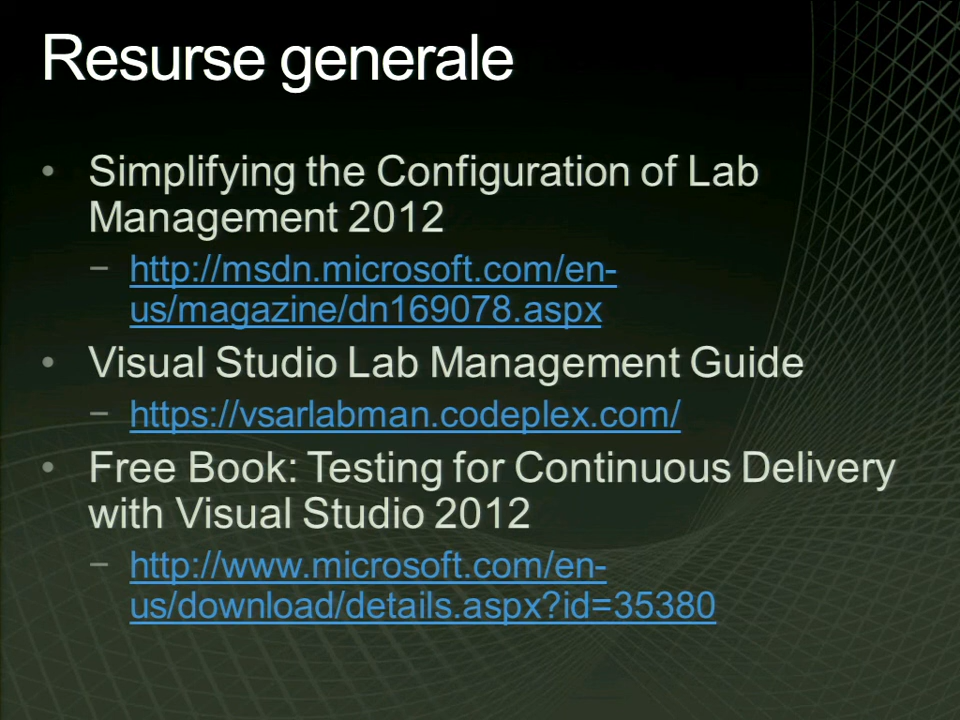 Resurse generale
• Simplifying the Configuration of Lab
Management 2012
– http://msdn.microsoft.com/en-
us/magazine/dn169078.aspx
• Visual Studio Lab Management Guide
– https://vsarlabman.codeplex.com/
• Free Book: Testing for Continuous Delivery
with Visual Studio 2012
– http://www.microsoft.com/en-
us/download/details.aspx?id=35380